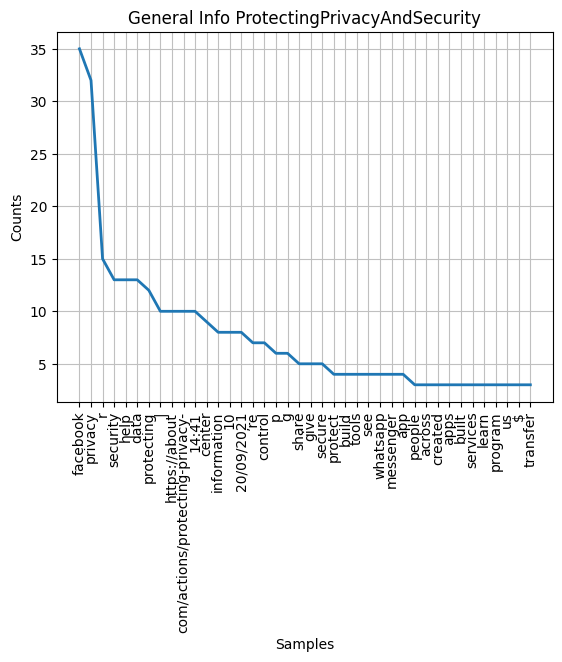 General Info ProtectingPrivacyAndSecurity
Counts
35
30
25
20
15
10
5
facebook
privacy
r
security
help
data
protecting
https://about
com/actions/protecting-privacy-
14:41
center
information
10
20/09/2021
e
control
p
g
share
give
secure
protect
build
tools
see
whatsapp
messenger
app
people
across
created
apps
built
services
learn
program
us
$
transfer
Samples